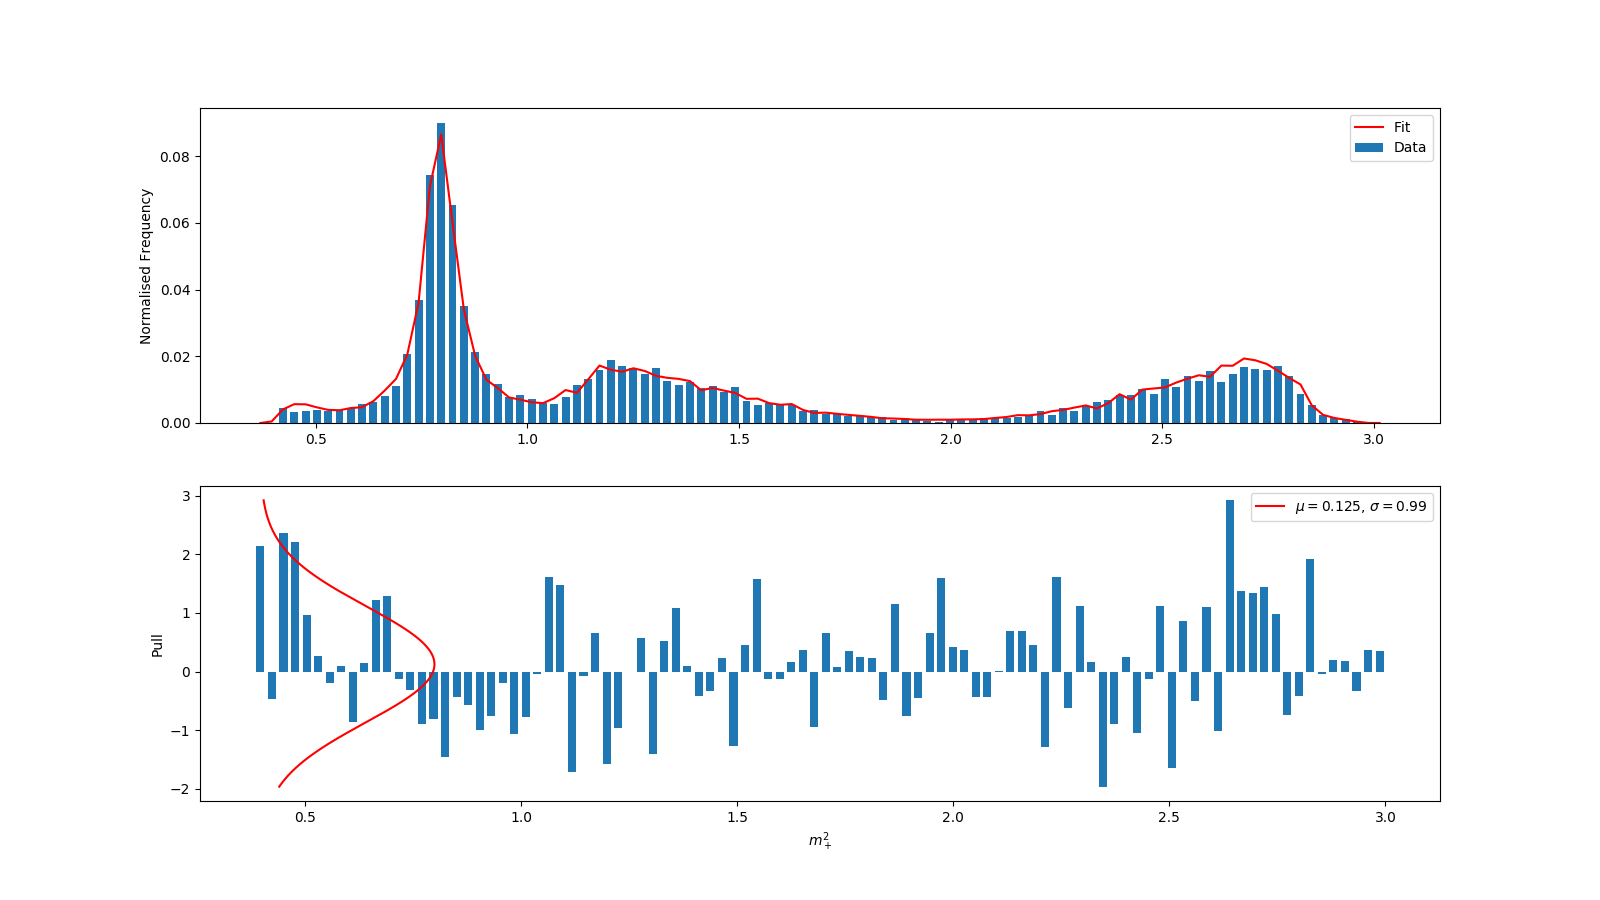 Normalised Frequency
0.08
0.06
0.04
0.02
0.00
0.5 1.0 1.5 2.0 2.5 3.0
Fit
Data
Pull
3
2
1
0
−1
−2
0.5 1.0 1.5 2.0 2.5 3.0
μ = 0.125, σ = 0.99
m²₊